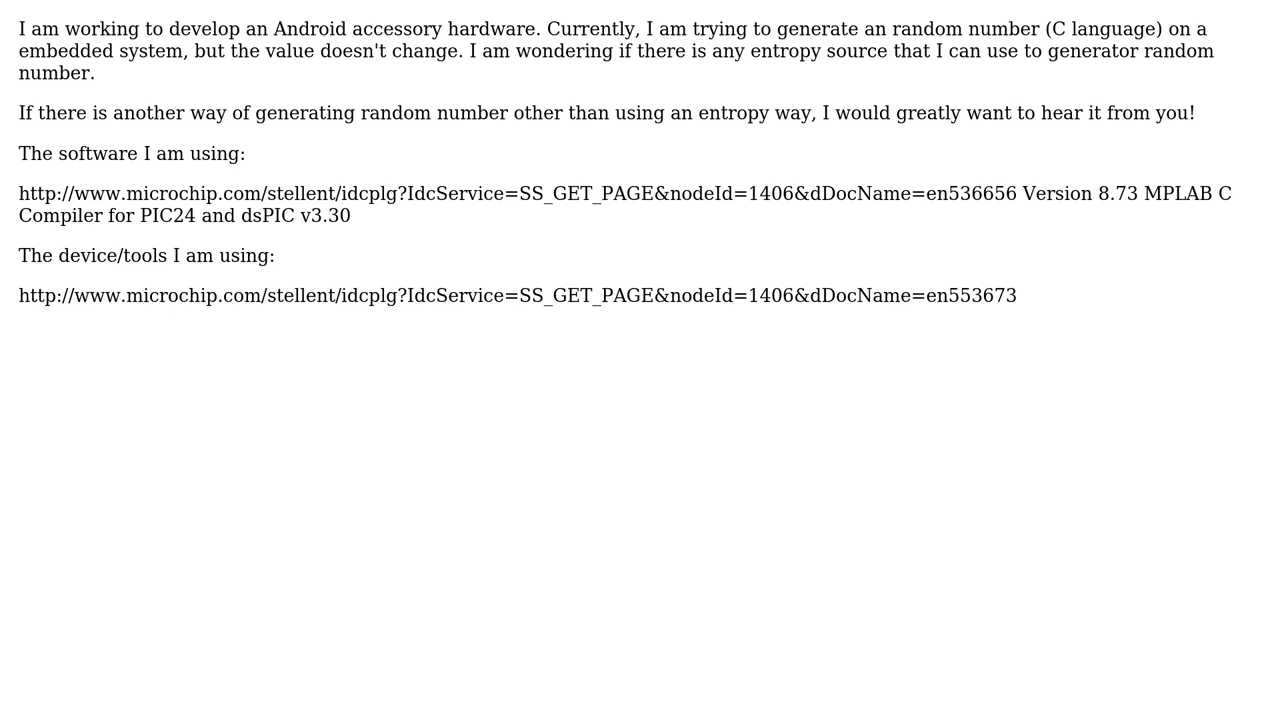 I am working to develop an Android accessory hardware. Currently, I am trying to generate an random number (C language) on a
embedded system, but the value doesn't change. I am wondering if there is any entropy source that I can use to generator random
number.
If there is another way of generating random number other than using an entropy way, I would greatly want to hear it from you!
The software I am using:
http://www.microchip.com/stellent/idcplg?IdcService=SS_GET_PAGE&nodeId=1406&dDocName=en536656 Version 8.73 MPLAB C
Compiler for PIC24 and dsPIC v3.30
The device/tools I am using:
http://www.microchip.com/stellent/idcplg?IdcService=SS_GET_PAGE&nodeId=1406&dDocName=en553673